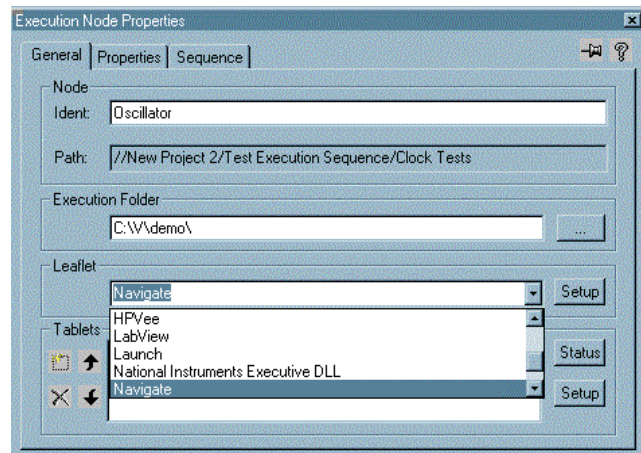 Execution Node Properties
General Properties Sequence
Node
Ident: Oscillator
Path: //New Project 2/Test Execution Sequence/Clock Tests
Execution Folder
C:\V\demo\ ...
Leaflet
Navigate Setup
HPVee
Tablets
LabView
Launch
Status
National Instruments Executive DLL
Navigate
Setup